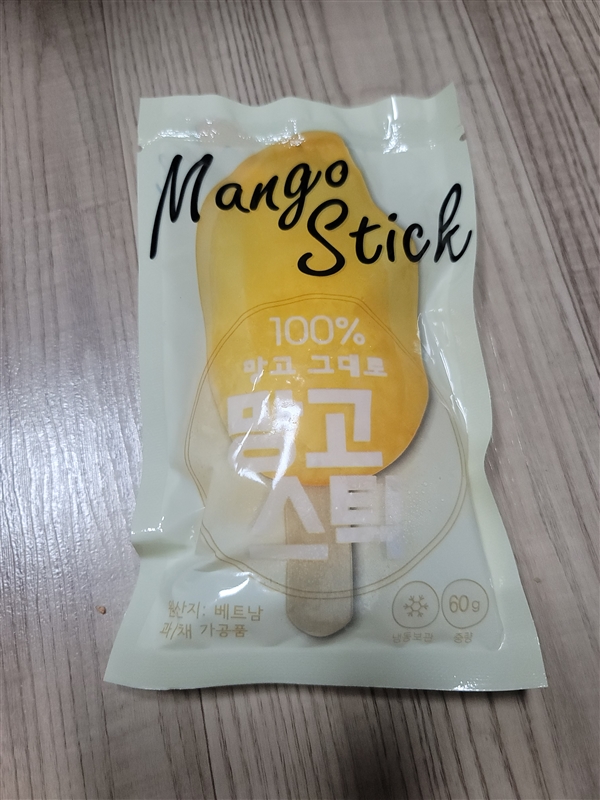 Mango
Stick
100%
망고 그대로
망고
스틱
원산지: 베트남
과/채 가공품
60g
냉동보관
중량